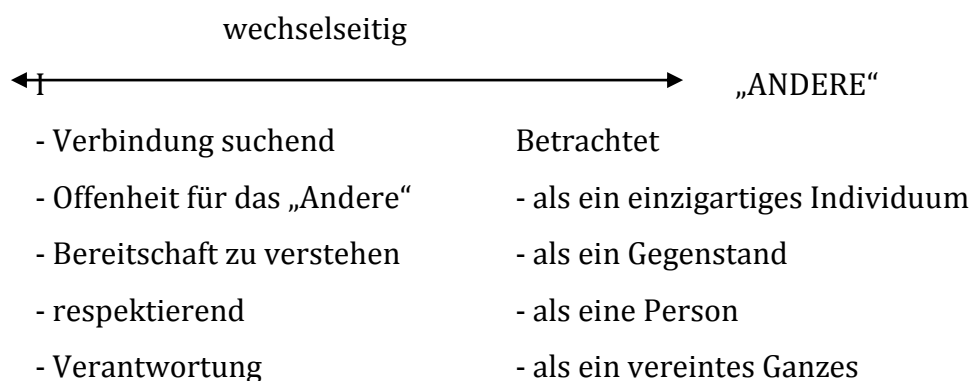 wechselseitig
I „ANDERE“
- Verbindung suchend Betrachtet
- Offenheit für das „Andere“ - als ein einzigartiges Individuum
- Bereitschaft zu verstehen - als ein Gegenstand
- respektierend - als eine Person
- Verantwortung - als ein vereintes Ganzes